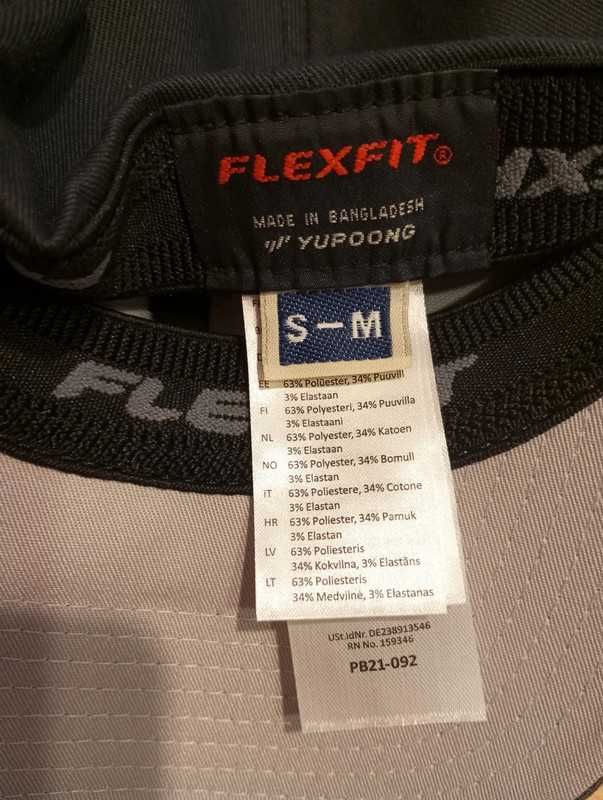 FLEXFIT®
MADE IN BANGLADESH
YUPOONG
S-M
EE 63% Polüester, 34% Puuvill
3% Elastaan
FI 63% Polyesteri, 34% Puuvilla
3% Elastaani
NL 63% Polyester, 34% Katoen
3% Elastaan
NO 63% Polyester, 34% Bomull
3% Elastan
IT 63% Poliestere, 34% Cotone
3% Elastan
HR 63% Poliester, 34% Pamuk
3% Elastan
LV 63% Poliesteris
34% Kokvilna, 3% Elastāns
LT 63% Poliesteris
34% Medvilnė, 3% Elastanas
USt.IdNr. DE238913546
RN No. 159346
PB21-092